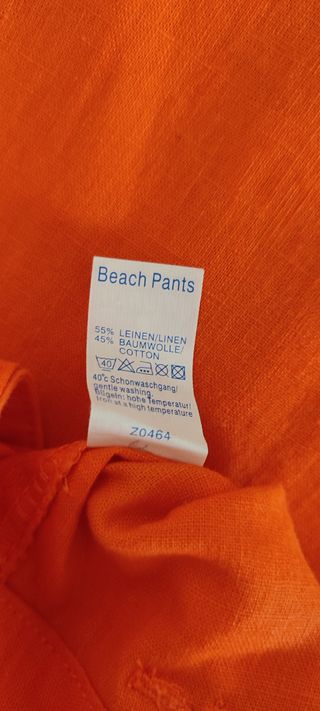 Beach Pants
55% LEINEN/LINEN
45% BAUMWOLLE/
COTTON
40
40°c Schonwaschgang/
gentle washing.
Bügeln: hohe Temperatur/
Iron at a high temperature
Z0464